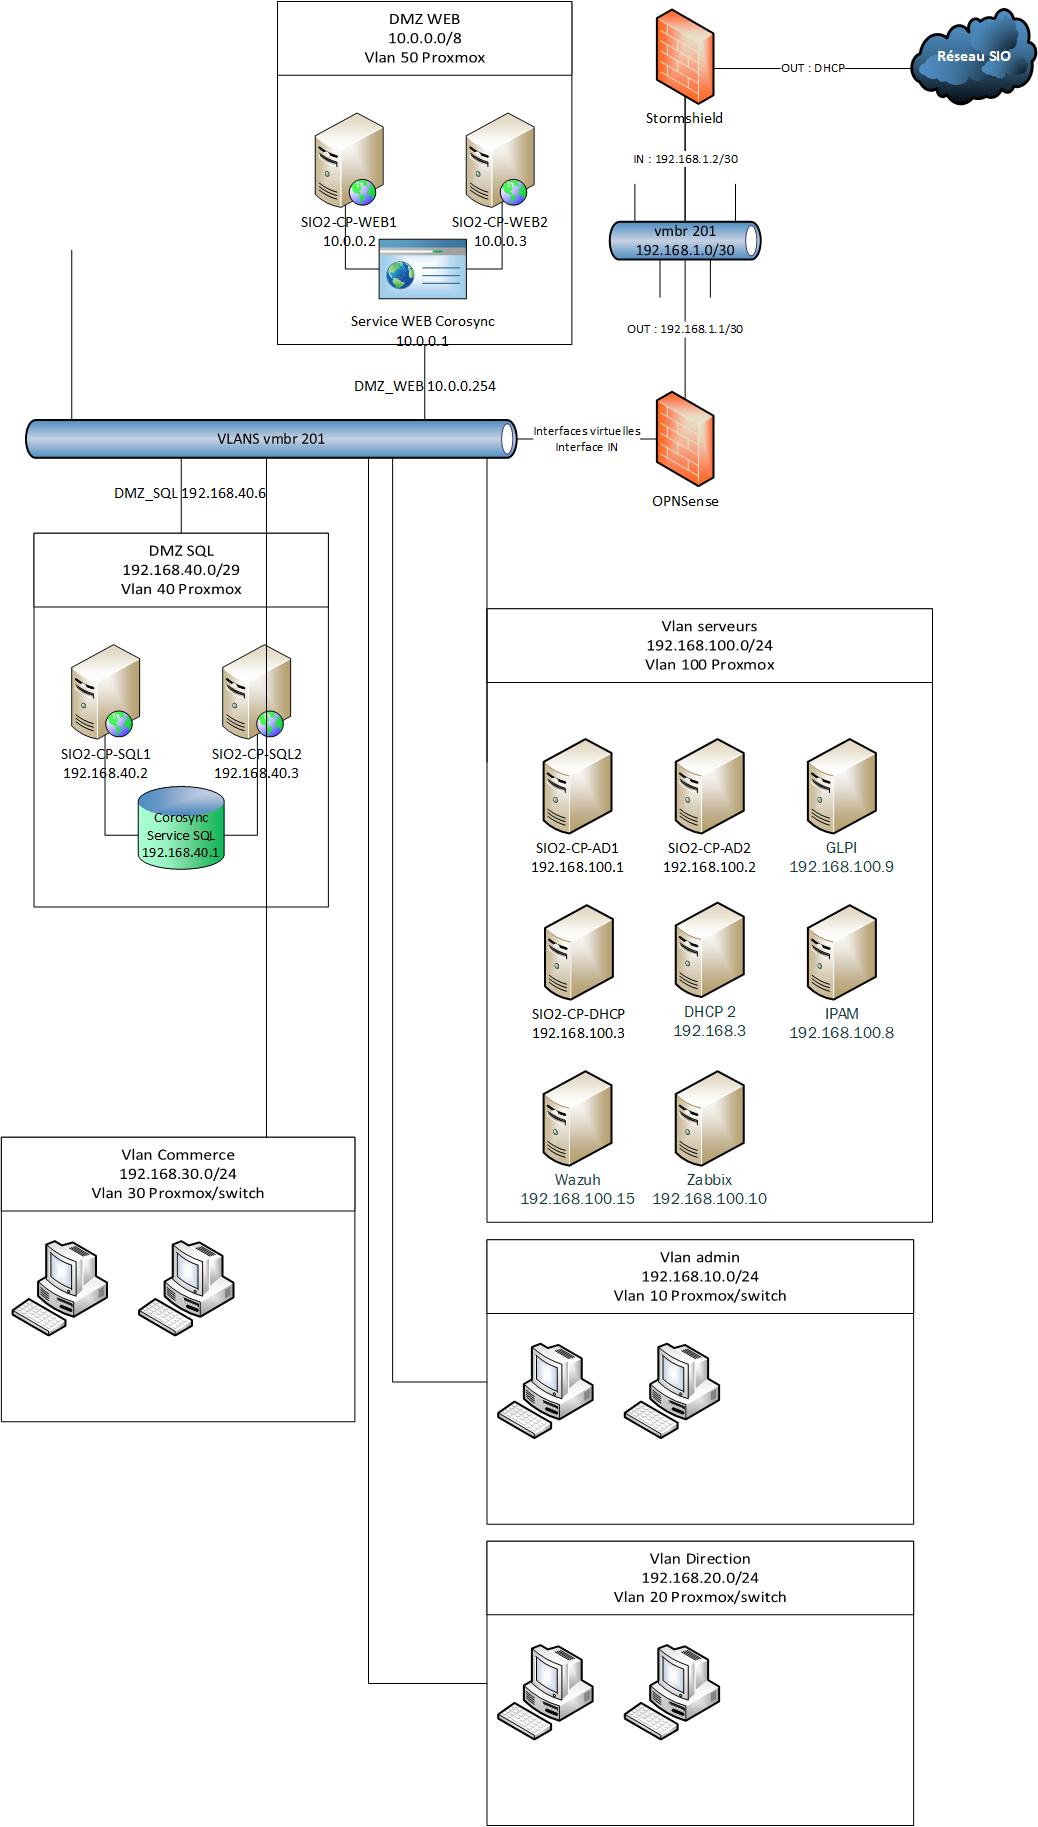 DMZ WEB
10.0.0.0/8
Vlan 50 Proxmox
SIO2-CP-WEB1
10.0.0.2
SIO2-CP-WEB2
10.0.0.3
Service WEB Corosync
10.0.0.1
DMZ_WEB 10.0.0.254
Stormshield
OUT : DHCP
Réseau SIO
IN : 192.168.1.2/30
vmbr 201
192.168.1.0/30
OUT : 192.168.1.1/30
VLANS vmbr 201
Interfaces virtuelles
Interface IN
OPNSense
DMZ_SQL 192.168.40.6
DMZ SQL
192.168.40.0/29
Vlan 40 Proxmox
SIO2-CP-SQL1
192.168.40.2
SIO2-CP-SQL2
192.168.40.3
Corosync
Service SQL
192.168.40.1
Vlan serveurs
192.168.100.0/24
Vlan 100 Proxmox
SIO2-CP-AD1
192.168.100.1
SIO2-CP-AD2
192.168.100.2
GLPI
192.168.100.9
SIO2-CP-DHCP
192.168.100.3
DHCP 2
192.168.3
IPAM
192.168.100.8
Wazuh
192.168.100.15
Zabbix
192.168.100.10
Vlan Commerce
192.168.30.0/24
Vlan 30 Proxmox/switch
Vlan admin
192.168.10.0/24
Vlan 10 Proxmox/switch
Vlan Direction
192.168.20.0/24
Vlan 20 Proxmox/switch